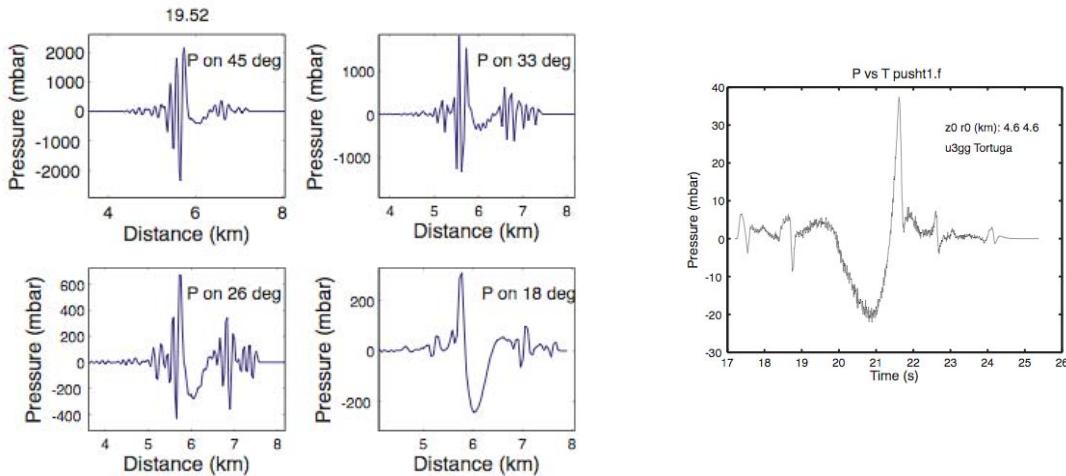 19.52
P on 45 deg
Pressure (mbar)
2000
1000
0
-1000
-2000
4 6 8
Distance (km)
P on 33 deg
Pressure (mbar)
1000
0
-1000
4 5 6 7 8
Distance (km)
P on 26 deg
Pressure (mbar)
600
400
200
0
-200
-400
4 5 6 7 8
Distance (km)
P on 18 deg
Pressure (mbar)
200
0
-200
5 6 7 8
Distance (km)
P vs T pusht1.f
z0 r0 (km): 4.6 4.6
u3gg Tortuga
Pressure (mbar)
40
30
20
10
0
-10
-20
-30
17 18 19 20 21 22 23 24 25 26
Time (s)